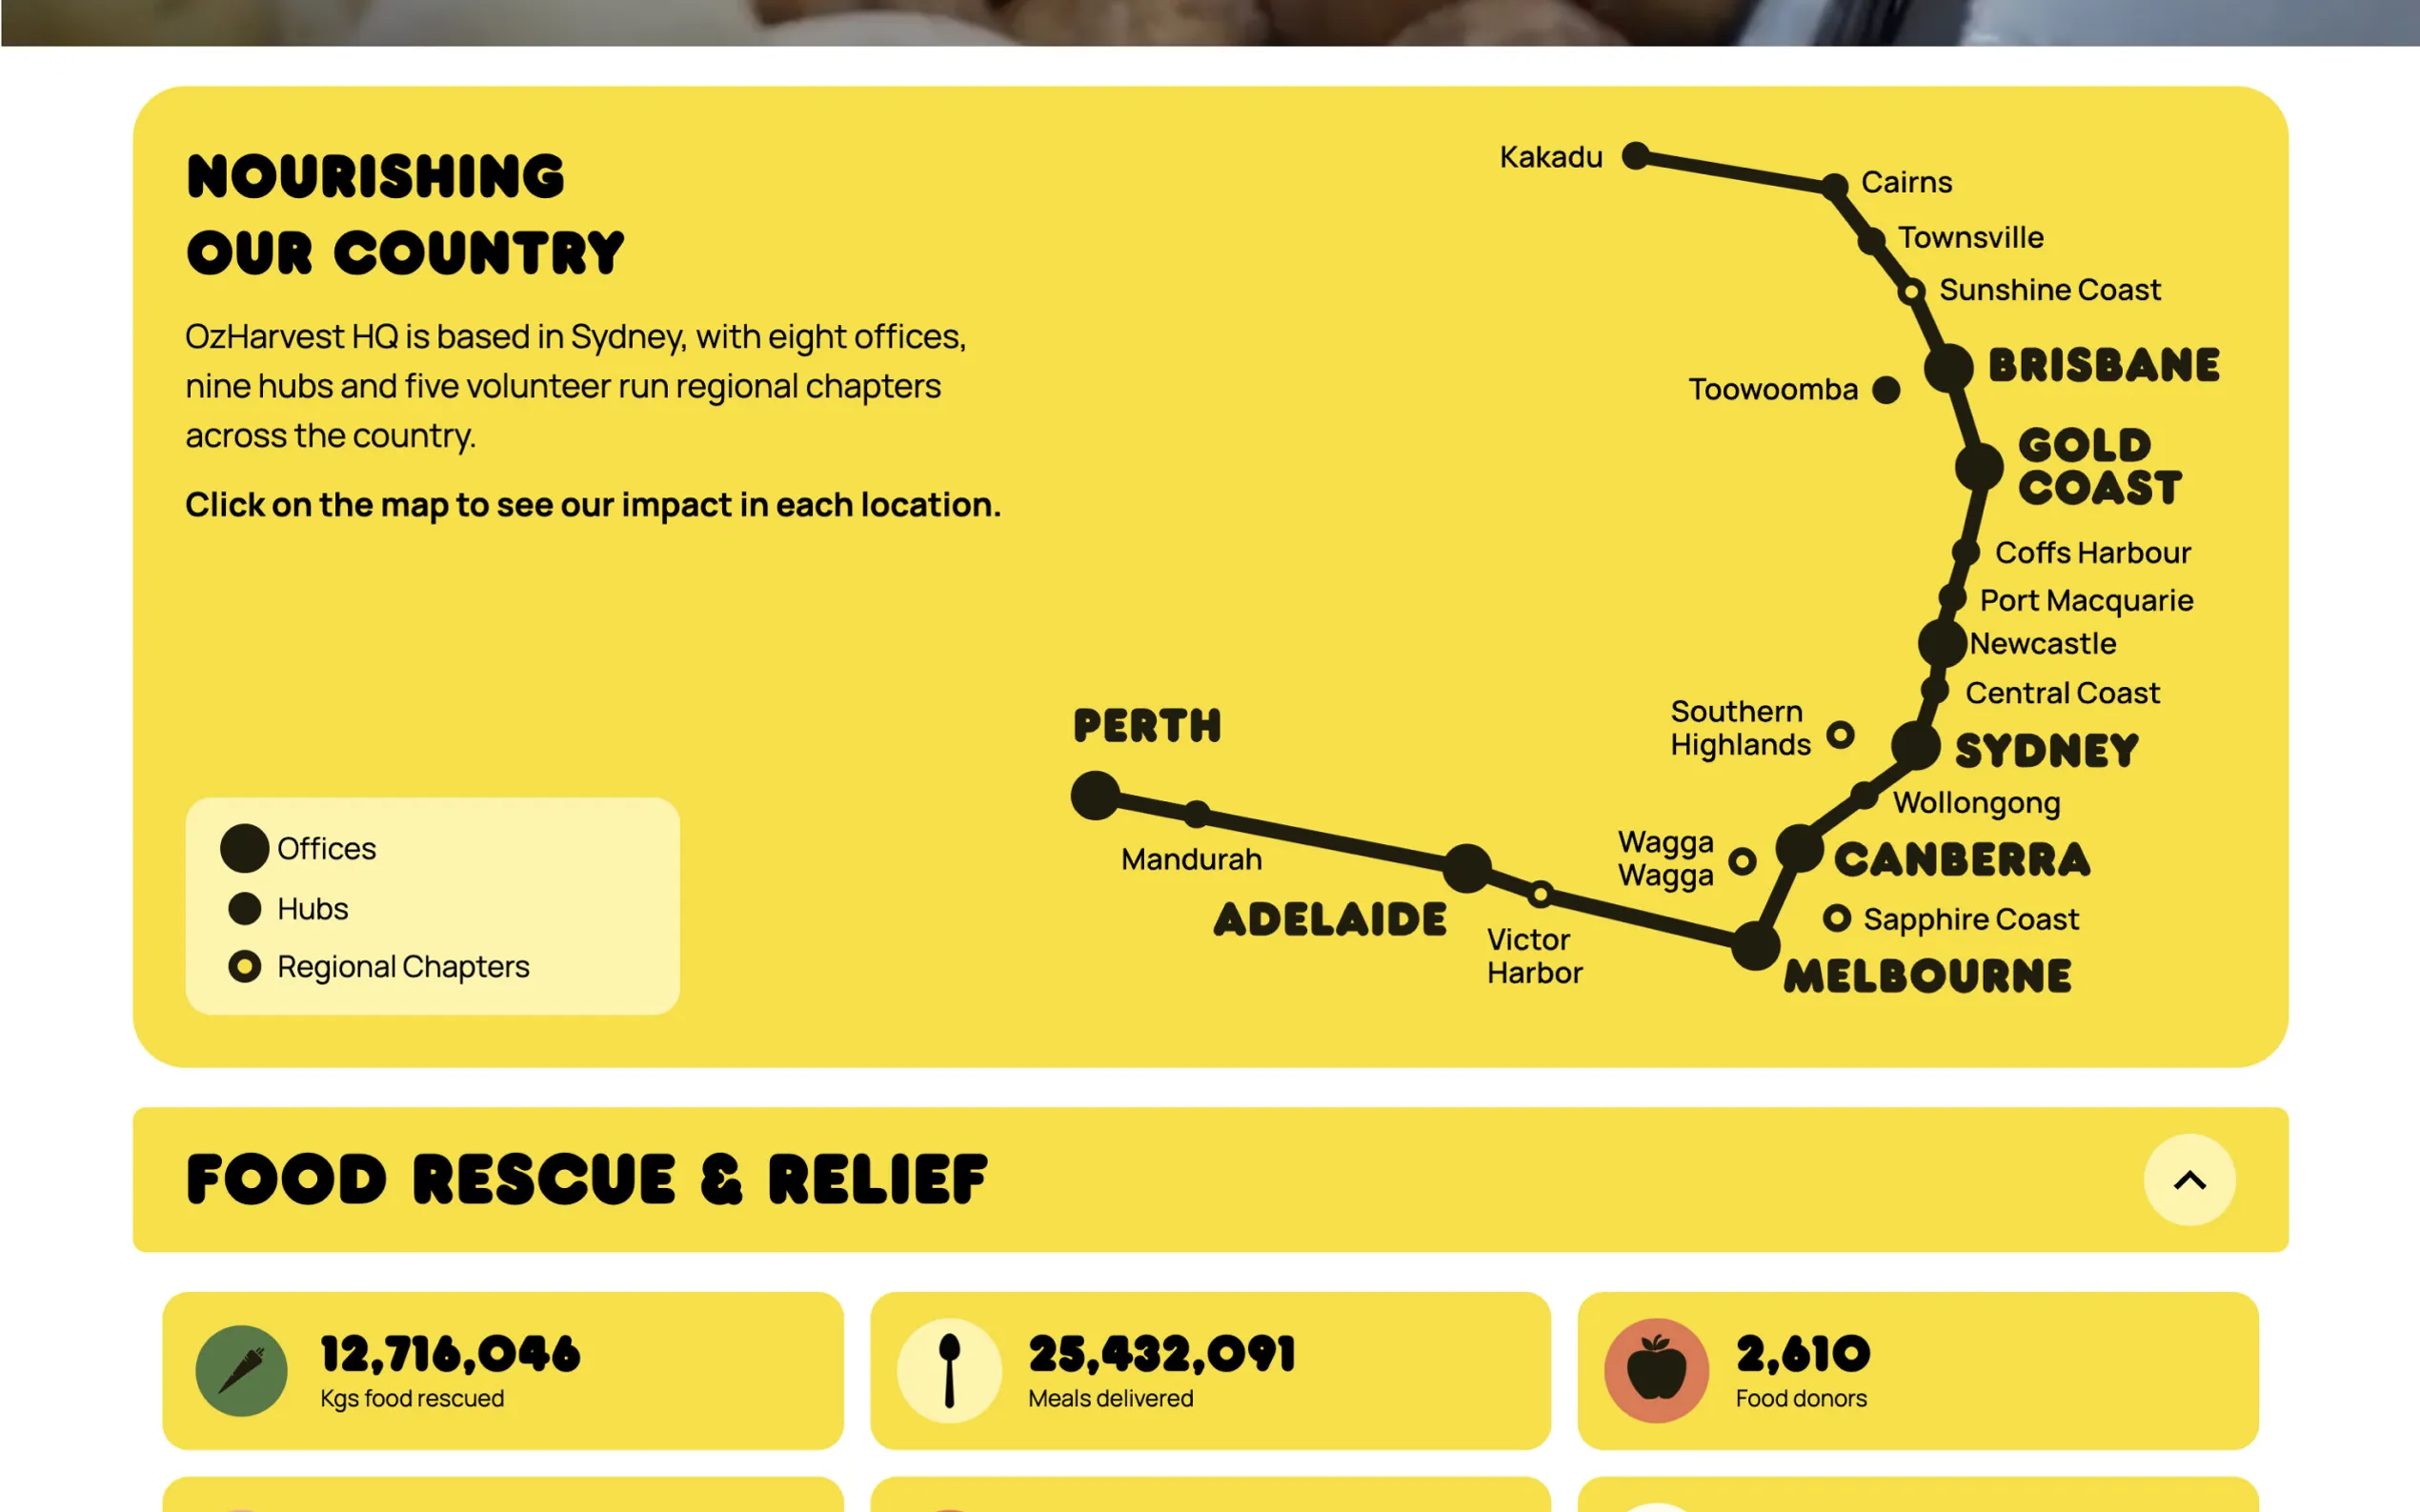 NOURISHING
OUR COUNTRY
OzHarvest HQ is based in Sydney, with eight offices,
nine hubs and five volunteer run regional chapters
across the country.
Click on the map to see our impact in each location.
Offices
Hubs
Regional Chapters
Kakadu
Cairns
Townsville
Sunshine Coast
BRISBANE
Toowoomba
GOLD
COAST
Coffs Harbour
Port Macquarie
Newcastle
Central Coast
Southern
Highlands
SYDNEY
Wollongong
Wagga
Wagga
CANBERRA
Sapphire Coast
MELBOURNE
PERTH
Mandurah
ADELAIDE
Victor
Harbor
FOOD RESCUE & RELIEF
12,716,046
Kgs food rescued
25,432,091
Meals delivered
2,610
Food donors